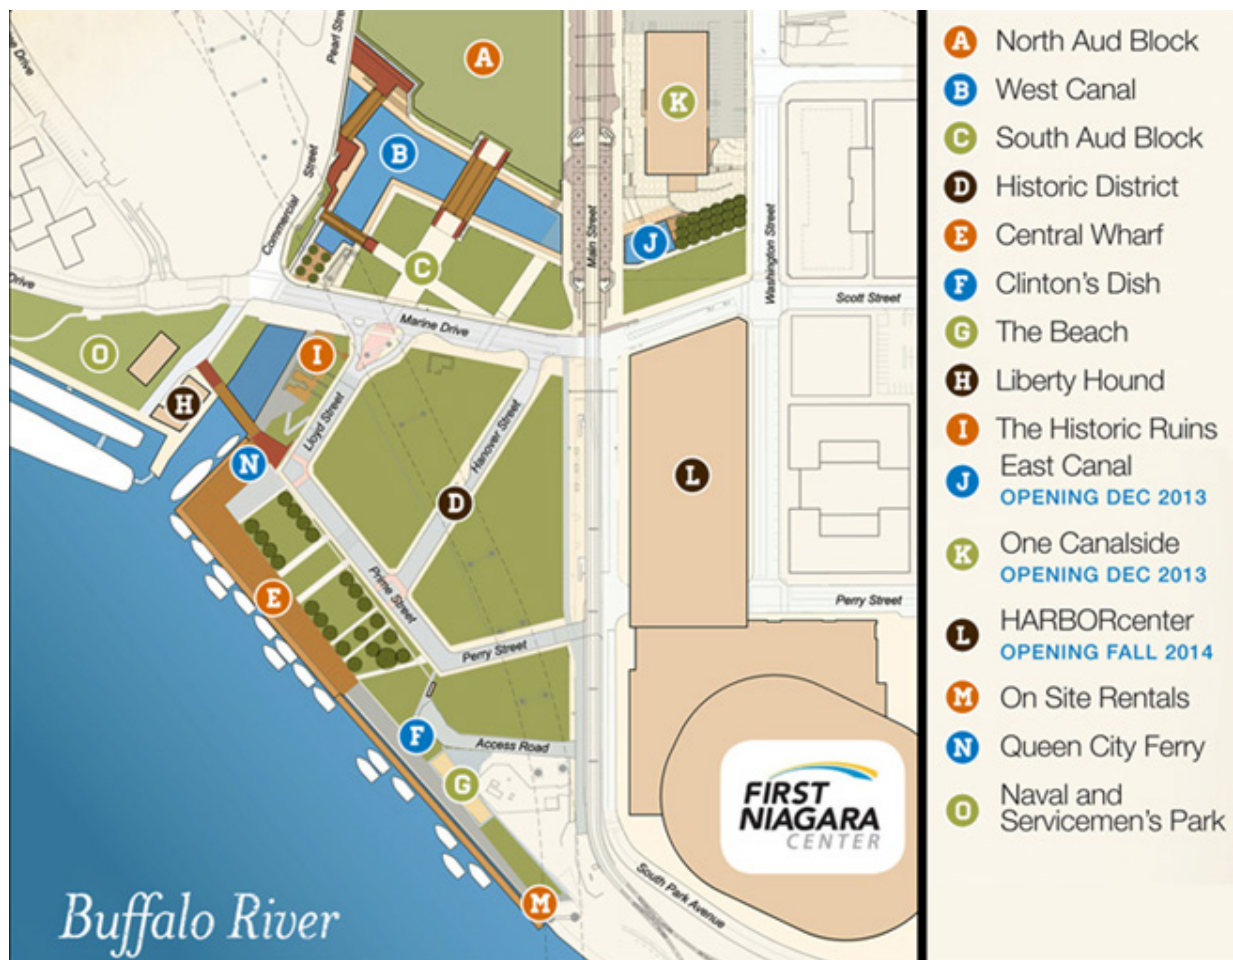 Pearl Stre
ne Drive
A
K
B
Commercial Street
Main Street
Washington Street
J
C
Drive
Scott Street
Marine Drive
O
I
H
Lloyd Street
Hanover Street
N
L
D
Prime Street
E
Perry Street
Perry Street
F
Access Road
G
FIRST
NIAGARA
CENTER
South Park Avenue
M
Buffalo River
A North Aud Block
B West Canal
C South Aud Block
D Historic District
E Central Wharf
F Clinton's Dish
G The Beach
H Liberty Hound
I The Historic Ruins
J East Canal
OPENING DEC 2013
K One Canalside
OPENING DEC 2013
L HARBORcenter
OPENING FALL 2014
M On Site Rentals
N Queen City Ferry
O Naval and
Servicemen's Park